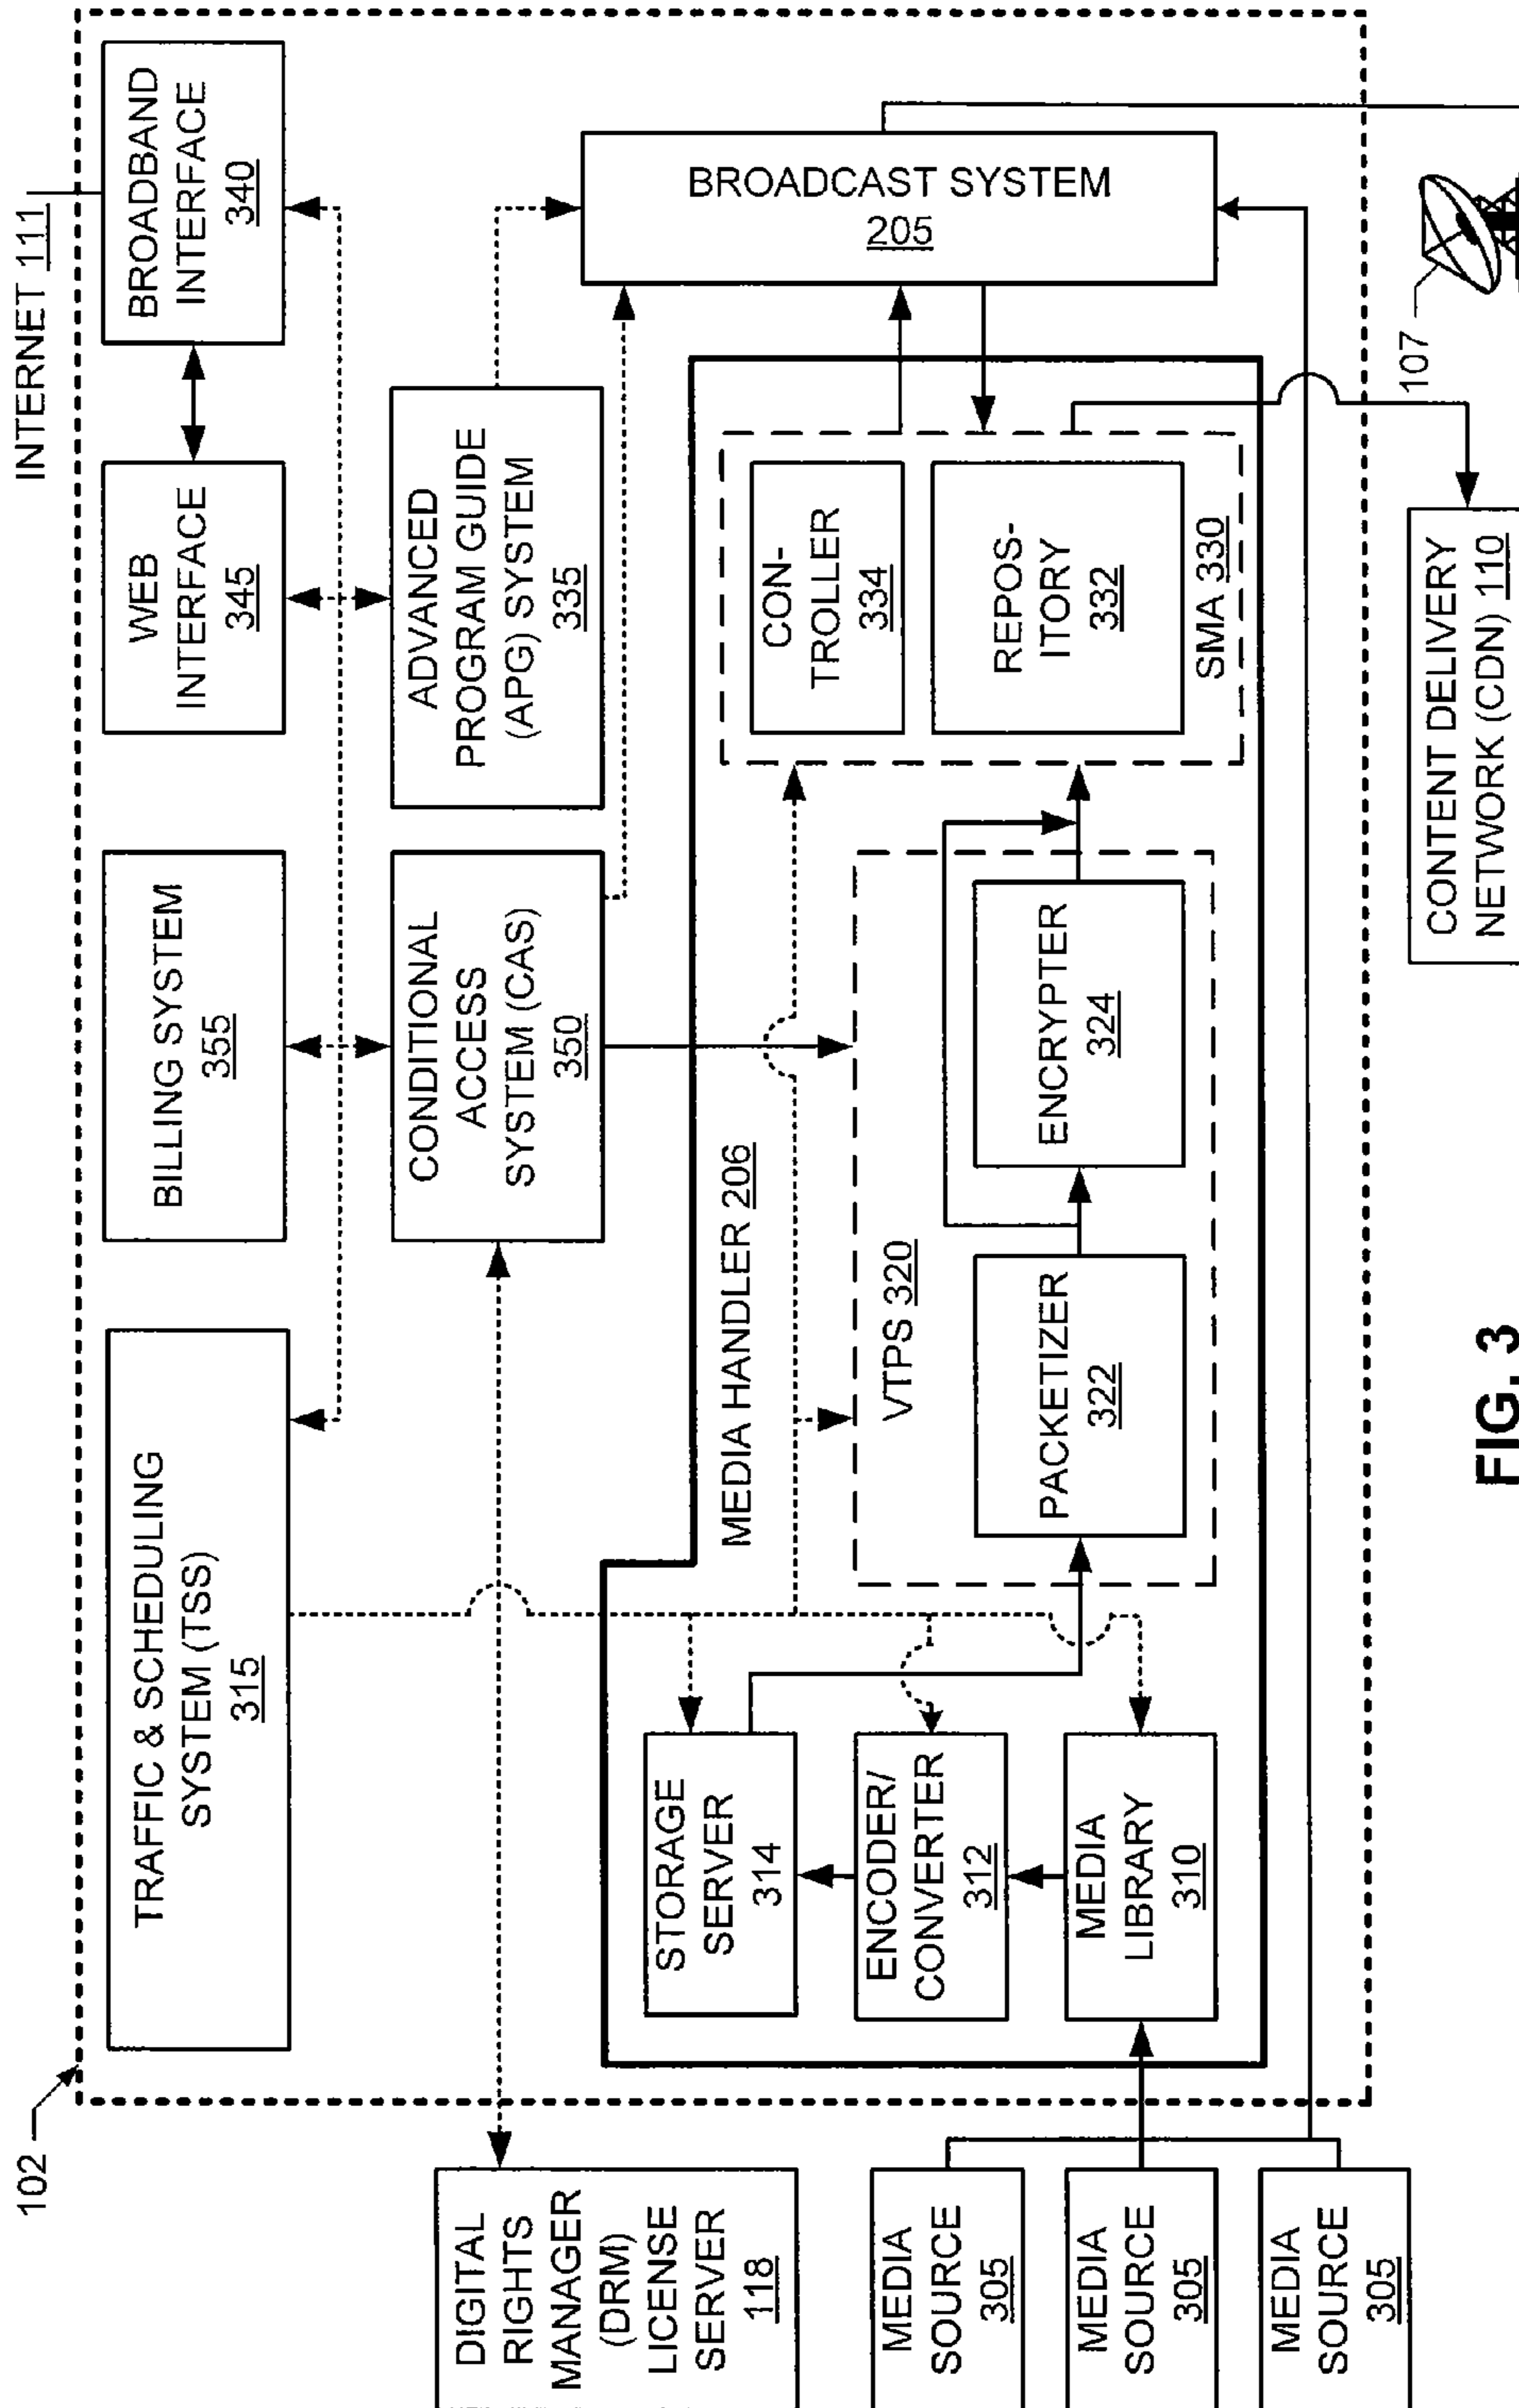 102
INTERNET 111
TRAFFIC & SCHEDULING
SYSTEM (TSS)
315
BILLING SYSTEM
355
WEB
INTERFACE
345
BROADBAND
INTERFACE
340
DIGITAL
RIGHTS
MANAGER
(DRM)
LICENSE
SERVER
118
CONDITIONAL
ACCESS
SYSTEM (CAS)
350
ADVANCED
PROGRAM GUIDE
(APG) SYSTEM
335
BROADCAST SYSTEM
205
MEDIA HANDLER 206
STORAGE
SERVER
314
ENCODER/
CONVERTER
312
MEDIA
LIBRARY
310
VTPS 320
PACKETIZER
322
ENCRYPTER
324
CON-
TROLLER
334
REPOS-
ITORY
332
SMA 330
MEDIA
SOURCE
305
MEDIA
SOURCE
305
MEDIA
SOURCE
305
CONTENT DELIVERY
NETWORK (CDN) 110
107
FIG. 3